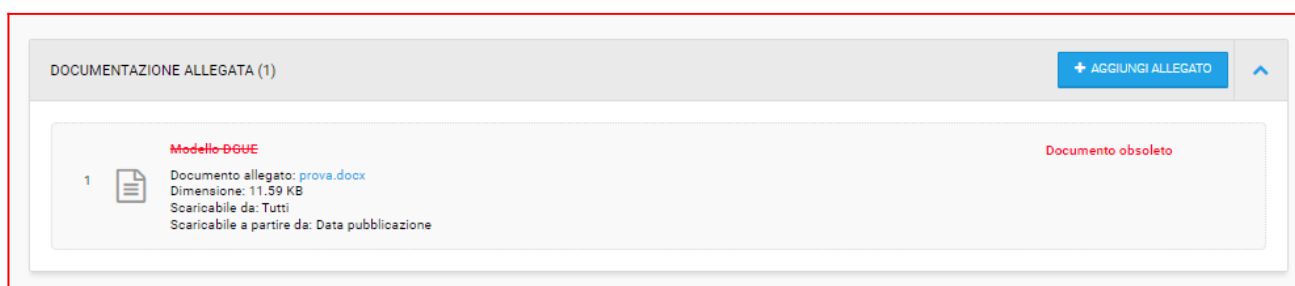 DOCUMENTAZIONE ALLEGATA (1)
+ AGGIUNGI ALLEGATO
Modello DGUE
Documento obsoleto
1
Documento allegato: prova.docx
Dimensione: 11.59 KB
Scaricabile da: Tutti
Scaricabile a partire da: Data pubblicazione